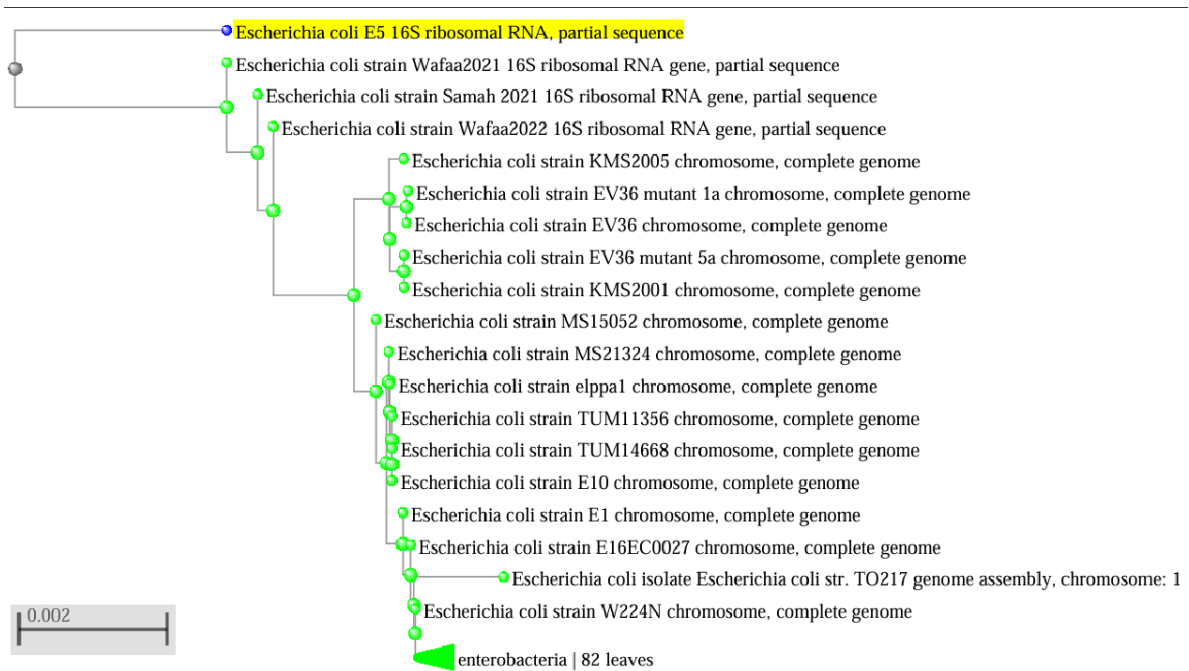 Escherichia coli E5 16S ribosomal RNA, partial sequence
Escherichia coli strain Wafaa2021 16S ribosomal RNA gene, partial sequence
Escherichia coli strain Samah 2021 16S ribosomal RNA gene, partial sequence
Escherichia coli strain Wafaa2022 16S ribosomal RNA gene, partial sequence
Escherichia coli strain KMS2005 chromosome, complete genome
Escherichia coli strain EV36 mutant 1a chromosome, complete genome
Escherichia coli strain EV36 chromosome, complete genome
Escherichia coli strain EV36 mutant 5a chromosome, complete genome
Escherichia coli strain KMS2001 chromosome, complete genome
Escherichia coli strain MS15052 chromosome, complete genome
Escherichia coli strain MS21324 chromosome, complete genome
Escherichia coli strain elppa1 chromosome, complete genome
Escherichia coli strain TUM11356 chromosome, complete genome
Escherichia coli strain TUM14668 chromosome, complete genome
Escherichia coli strain E10 chromosome, complete genome
Escherichia coli strain E1 chromosome, complete genome
Escherichia coli strain E16EC0027 chromosome, complete genome
Escherichia coli isolate Escherichia coli str. TO217 genome assembly, chromosome: 1
Escherichia coli strain W224N chromosome, complete genome
0.002
enterobacteria | 82 leaves